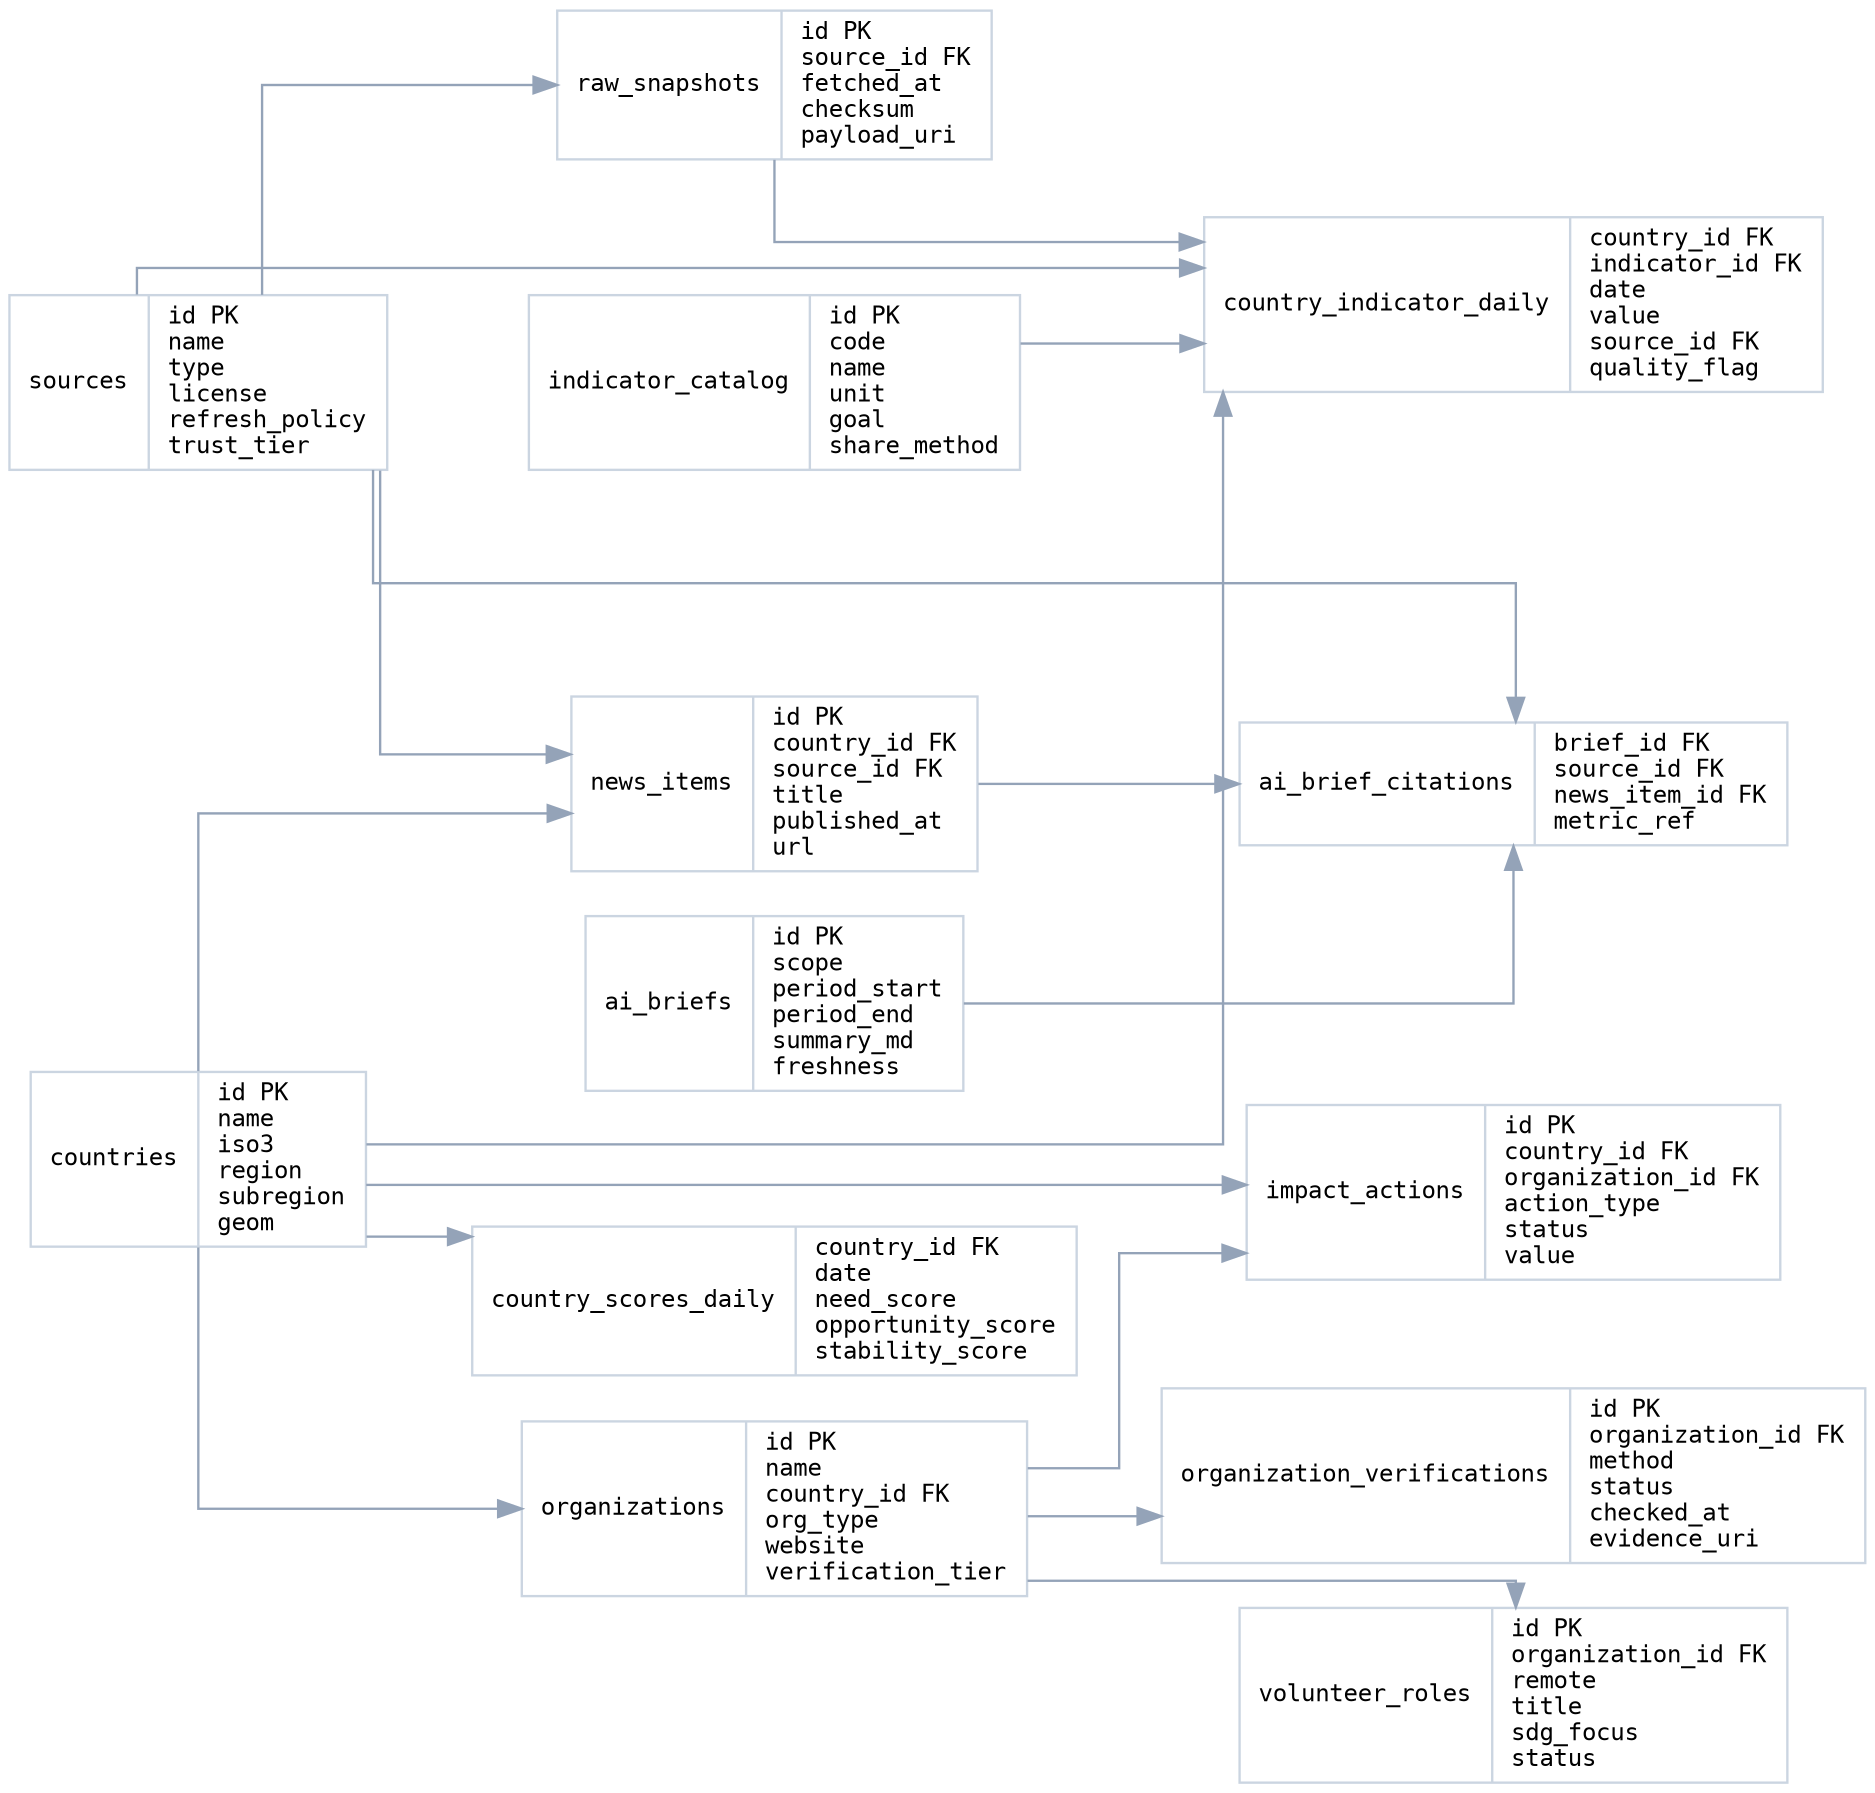 raw_snapshots
id PK
source_id FK
fetched_at
checksum
payload_uri
country_indicator_daily
country_id FK
indicator_id FK
date
value
source_id FK
quality_flag
sources
id PK
name
type
license
refresh_policy
trust_tier
indicator_catalog
id PK
code
name
unit
goal
share_method
news_items
id PK
country_id FK
source_id FK
title
published_at
url
ai_brief_citations
brief_id FK
source_id FK
news_item_id FK
metric_ref
ai_briefs
id PK
scope
period_start
period_end
summary_md
freshness
countries
id PK
name
iso3
region
subregion
geom
impact_actions
id PK
country_id FK
organization_id FK
action_type
status
value
country_scores_daily
country_id FK
date
need_score
opportunity_score
stability_score
organizations
id PK
name
country_id FK
org_type
website
verification_tier
organization_verifications
id PK
organization_id FK
method
status
checked_at
evidence_uri
volunteer_roles
id PK
organization_id FK
remote
title
sdg_focus
status